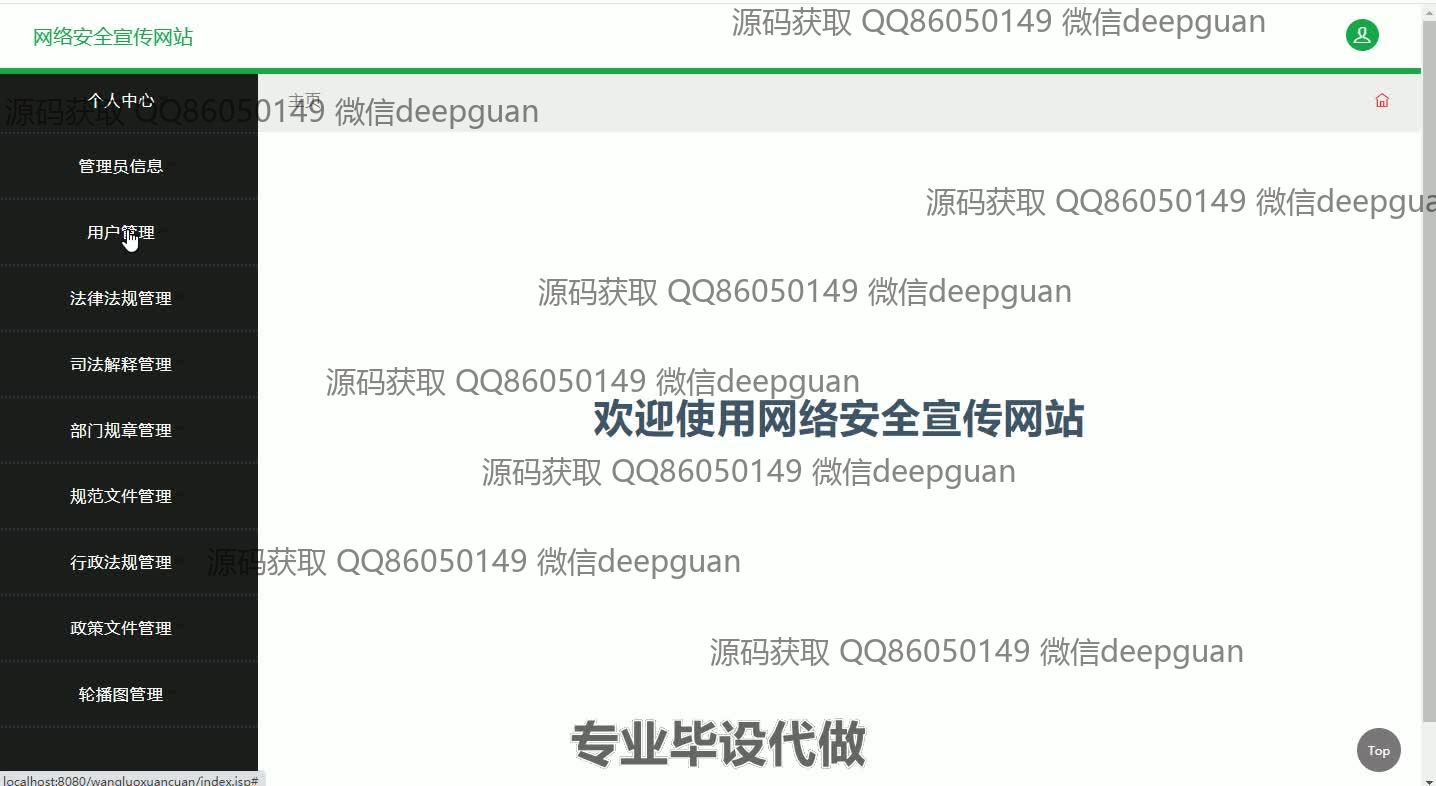 源码获取 QQ86050149 微信deepguan
网络安全宣传网站
个人中心
主页
源码获取 QQ86050149 微信deepguan
管理员信息
源码获取 QQ86050149 微信deepgua
用户管理
源码获取 QQ86050149 微信deepguan
法律法规管理
司法解释管理
源码获取 QQ86050149 微信deepguan
欢迎使用网络安全宣传网站
部门规章管理
源码获取 QQ86050149 微信deepguan
规范文件管理
行政法规管理
源码获取 QQ86050149 微信deepguan
政策文件管理
源码获取 QQ86050149 微信deepguan
轮播图管理
专业毕设代做
Top
localhost:8080/wangluoxuancuan/index.jsp#